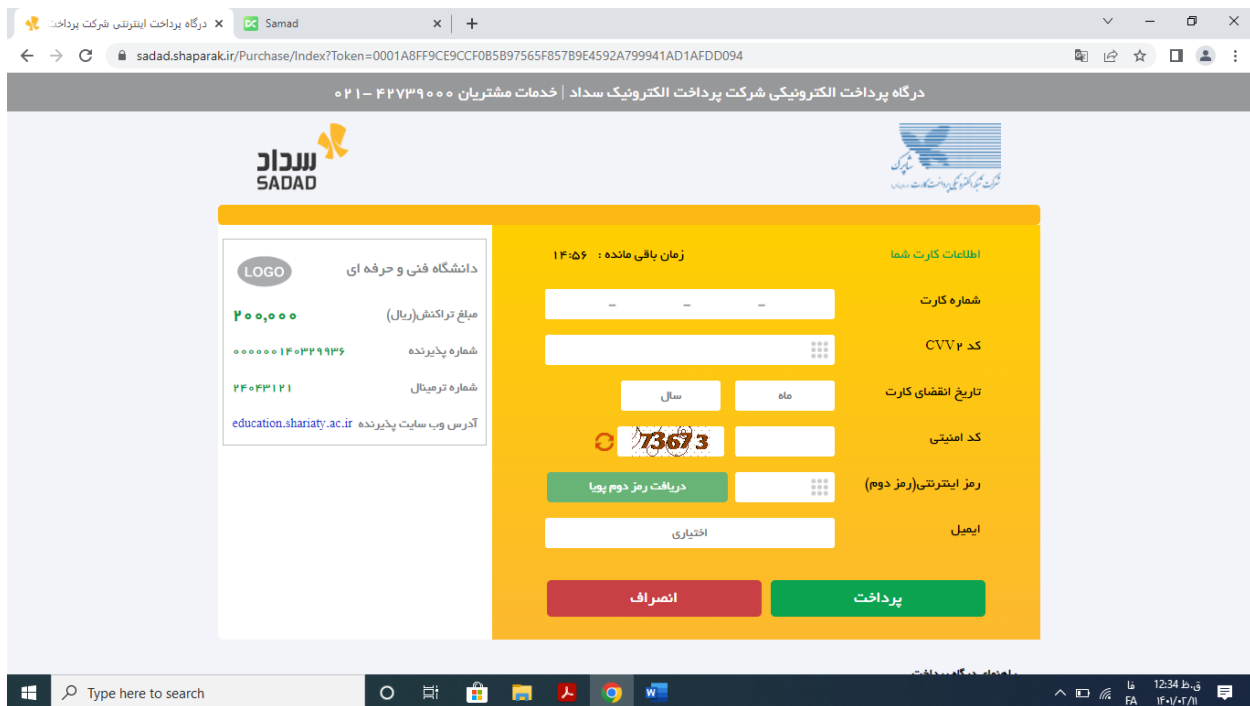 درگاه پرداخت اینترنتی شرکت پرداخت
Samad
sadad.shaparak.ir/Purchase/Index?Token=0001A8FF9CE9CCF0B5B97565F857B9E4592A799941AD1AFDD094
درگاه پرداخت الکترونیکی شرکت پرداخت الکترونیک سداد | خدمات مشتریان ۴۲۷۳۹۰۰۰ –۰۲۱
سداد
SADAD
شاپرک
اطلاعات کارت شما
زمان باقی مانده : ۱۴:۵۶
شماره کارت
– – –
کد CVV۲
تاریخ انقضای کارت
ماه
سال
کد امنیتی
73673
رمز اینترنتی(رمز دوم)
دریافت رمز دوم پویا
ایمیل
اختیاری
پرداخت
انصراف
دانشگاه فنی و حرفه ای
LOGO
مبلغ تراکنش(ریال) ۲۰۰,۰۰۰
شماره پذیرنده ۰۰۰۰۰۰۱۴۰۳۲۹۹۳۶
شماره ترمینال ۲۴۰۴۳۱۲۱
آدرس وب سایت پذیرنده education.shariaty.ac.ir
راهنمای درگاه پرداخت
Type here to search
فا
FA
12:34 ق.ظ
۱۴۰۱/۰۲/۱۱